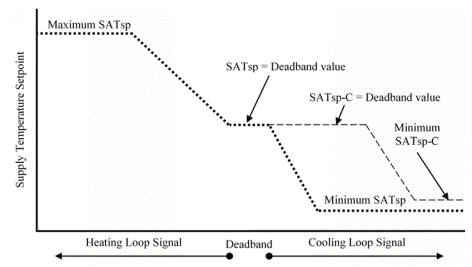 Maximum SATsp
SATsp = Deadband value
SATsp-C = Deadband value
Minimum
SATsp-C
Minimum SATsp
Supply Temperature Setpoint
Heating Loop Signal
Deadband
Cooling Loop Signal